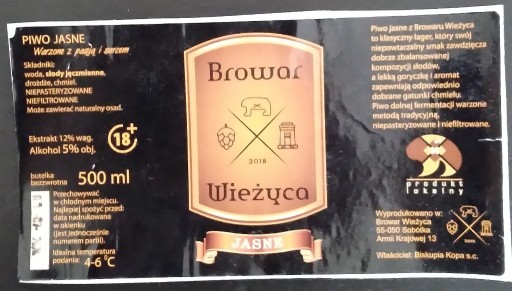 PIWO JASNE
Warzone z pasją i sercem
Składniki:
woda, słody jęczmienne,
drożdże, chmiel.
NIEPASTERYZOWANE
NIEFILTROWANE
Może zawierać naturalny osad.
Ekstrakt 12% wag.
Alkohol 5% obj.
18+
butelka
bezzwrotna
500 ml
Przechowywać
w chłodnym miejscu.
Najlepiej spożyć przed:
data nadrukowana
w okienku
(jest jednocześnie
numerem partii).
Idealna temperatura
podania: 4-6 °C
Browar
2018
Wieżyca
JASNE
Piwo jasne z Browaru Wieżyca
to klasyczny lager, który swój
niepowtarzalny smak zawdzięcza
dobrze zbalansowanej
kompozycji słodów,
a lekką goryczkę i aromat
zapewniają odpowiednio
dobrane gatunki chmielu.
Piwo dolnej fermentacji warzone
metodą tradycyjną,
niepasteryzowane i niefiltrowane.
produkt
lokalny
Wyprodukowano w:
Browar Wieżyca
55-050 Sobótka
Armii Krajowej 13
2018
Właściciel: Biskupia Kopa s.c.